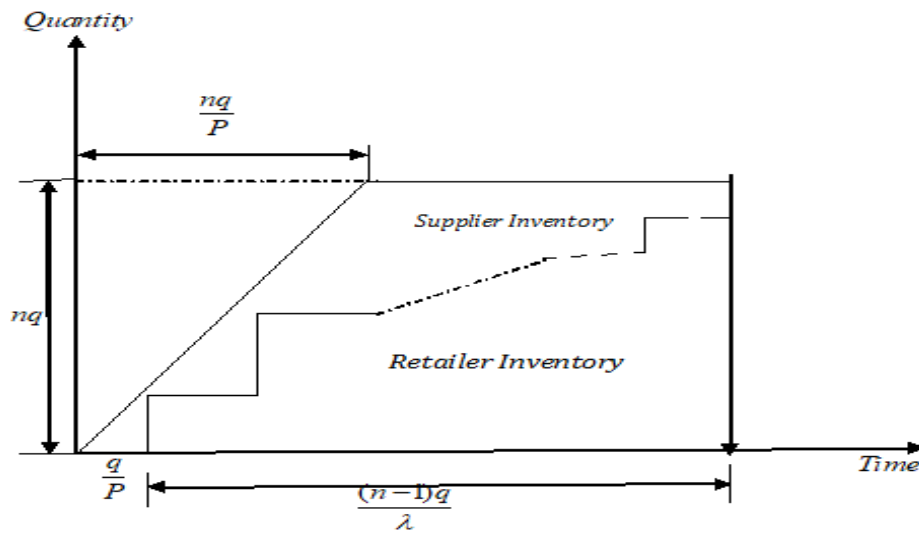 Quantity
nq/P
Supplier Inventory
nq
Retailer Inventory
Time
q/P
(n−1)q/λ